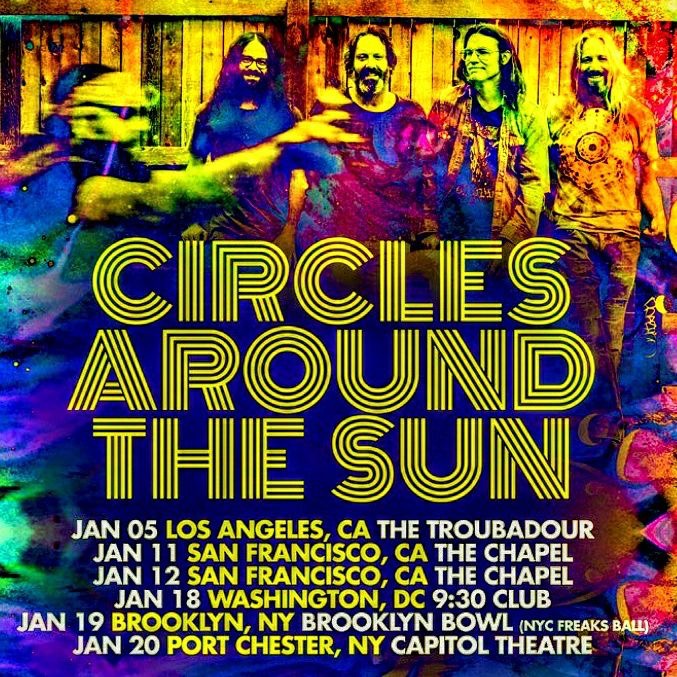 CIRCLES
AROUND
THE SUN
JAN 05 LOS ANGELES, CA THE TROUBADOUR
JAN 11 SAN FRANCISCO, CA THE CHAPEL
JAN 12 SAN FRANCISCO, CA THE CHAPEL
JAN 18 WASHINGTON, DC 9:30 CLUB
JAN 19 BROOKLYN, NY BROOKLYN BOWL (NYC FREAKS BALL)
JAN 20 PORT CHESTER, NY CAPITOL THEATRE